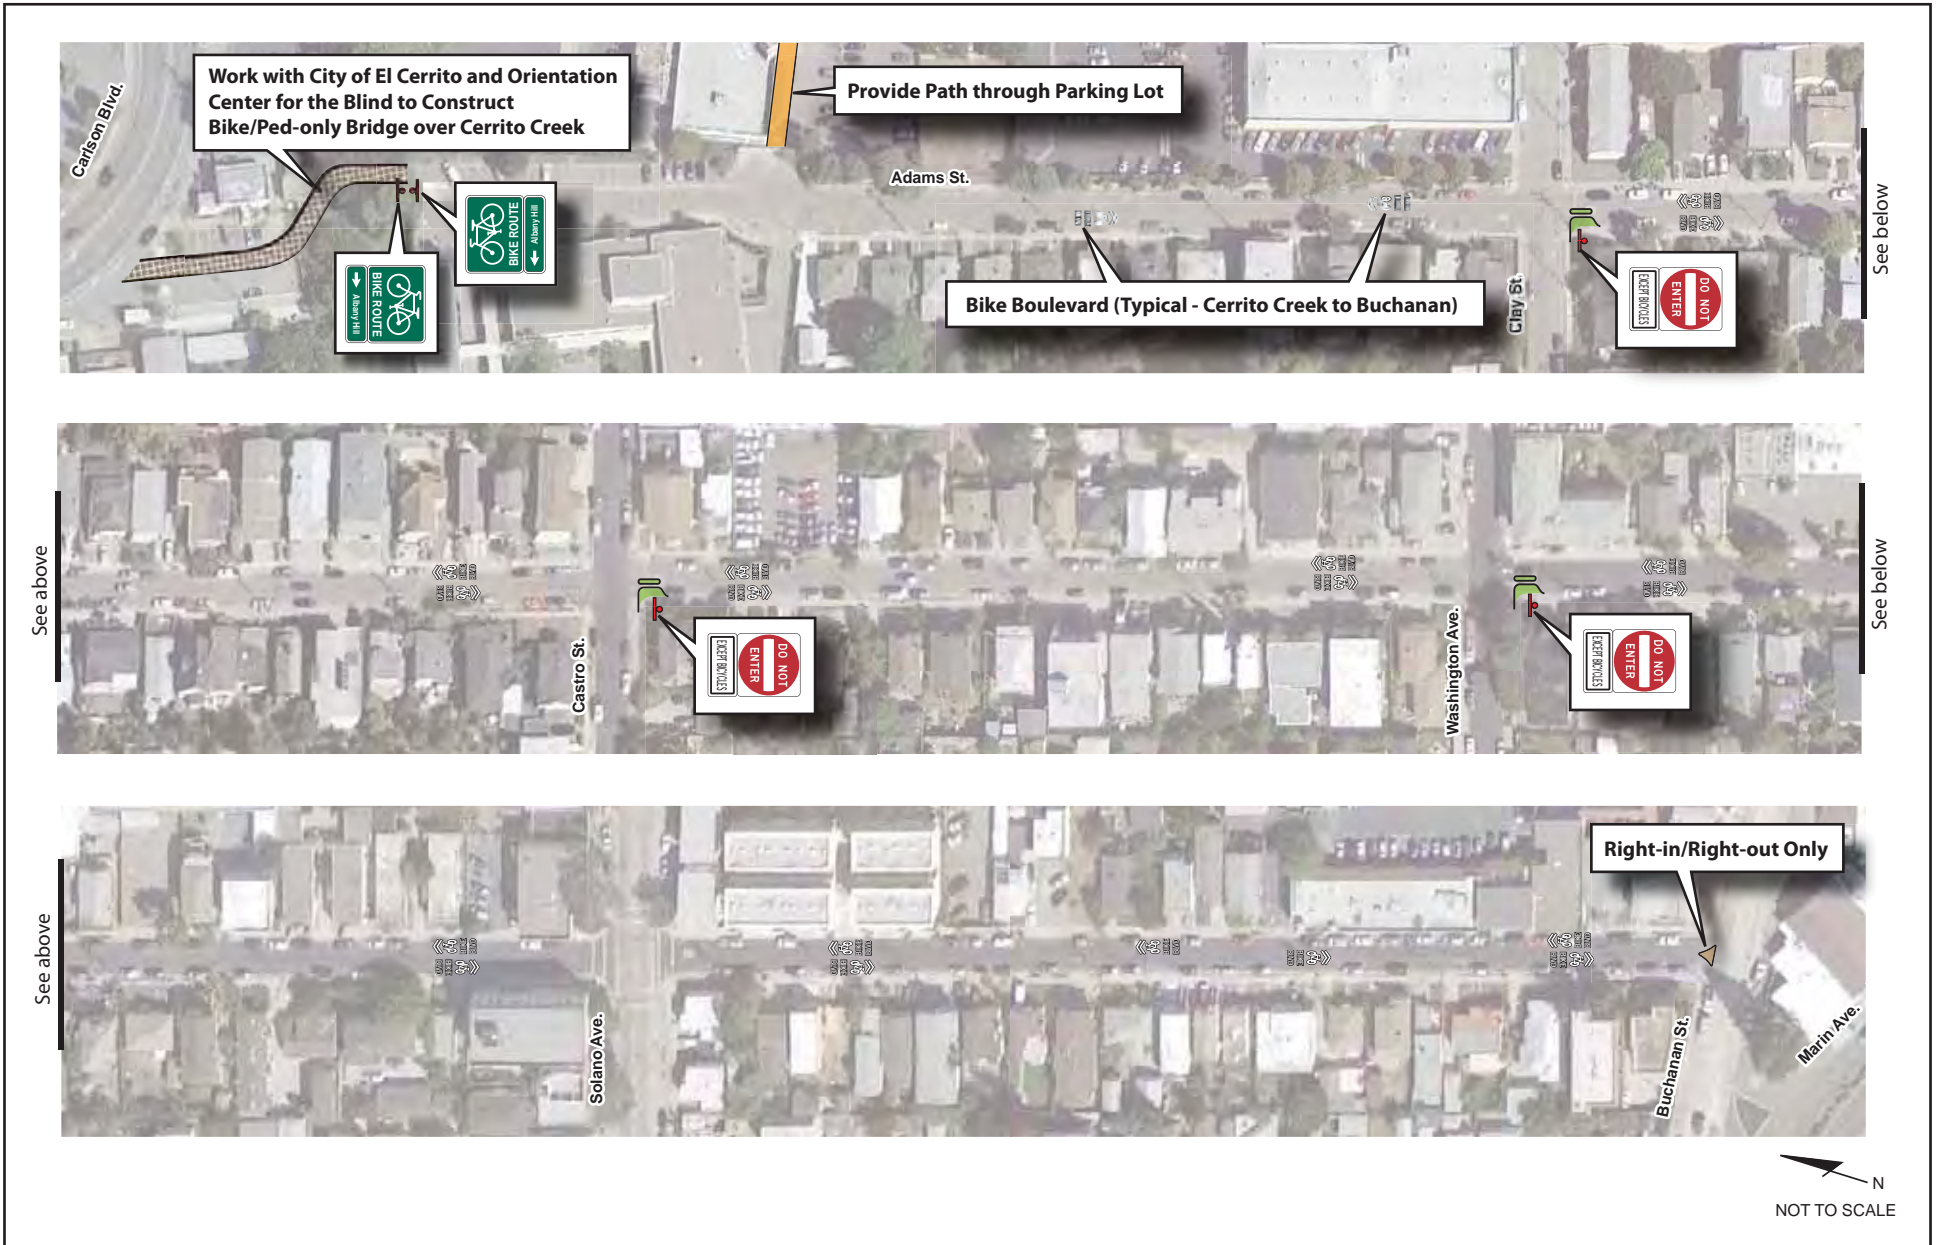 Carlson Blvd.
Work with City of El Cerrito and Orientation
Center for the Blind to Construct
Bike/Ped-only Bridge over Cerrito Creek
Provide Path through Parking Lot
Adams St.
BIKE ROUTE
Albany Hill
BIKE ROUTE
Albany Hill
Bike Boulevard (Typical - Cerrito Creek to Buchanan)
Clay St.
DO NOT
ENTER
EXCEPT BICYCLES
See below
BLVD
BIKE
BIKE
BLVD
See above
Castro St.
DO NOT
ENTER
EXCEPT BICYCLES
Washington Ave.
DO NOT
ENTER
EXCEPT BICYCLES
See below
See above
Solano Ave.
Right-in/Right-out Only
Buchanan St.
Marin Ave.
N
NOT TO SCALE